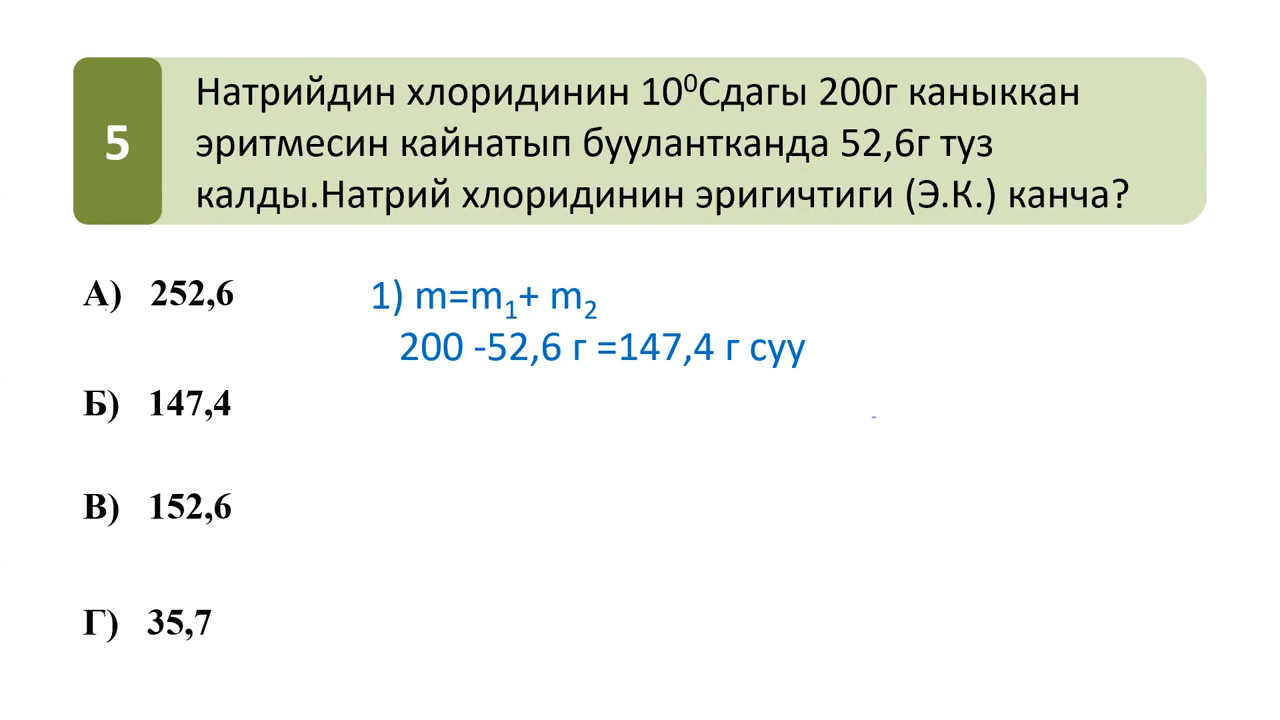 5
Натрийдин хлоридинин 10⁰Сдагы 200г каныккан
эритмесин кайнатып буулантканда 52,6г туз
калды.Натрий хлоридинин эригичтиги (Э.К.) канча?
А) 252,6
1) m=m₁+ m₂
200 -52,6 г =147,4 г суу
Б) 147,4
В) 152,6
Г) 35,7